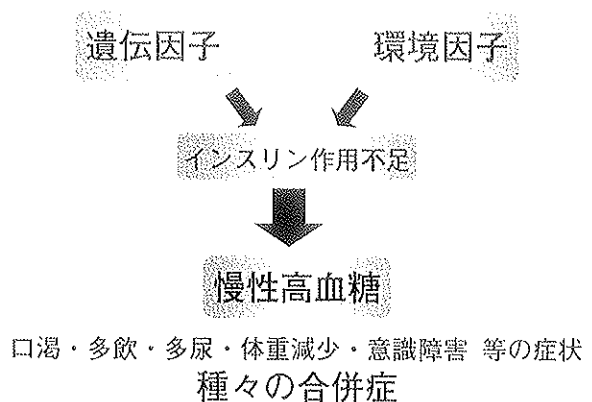 遺伝因子 環境因子
インスリン作用不足
慢性高血糖
口渇・多飲・多尿・体重減少・意識障害 等の症状
種々の合併症